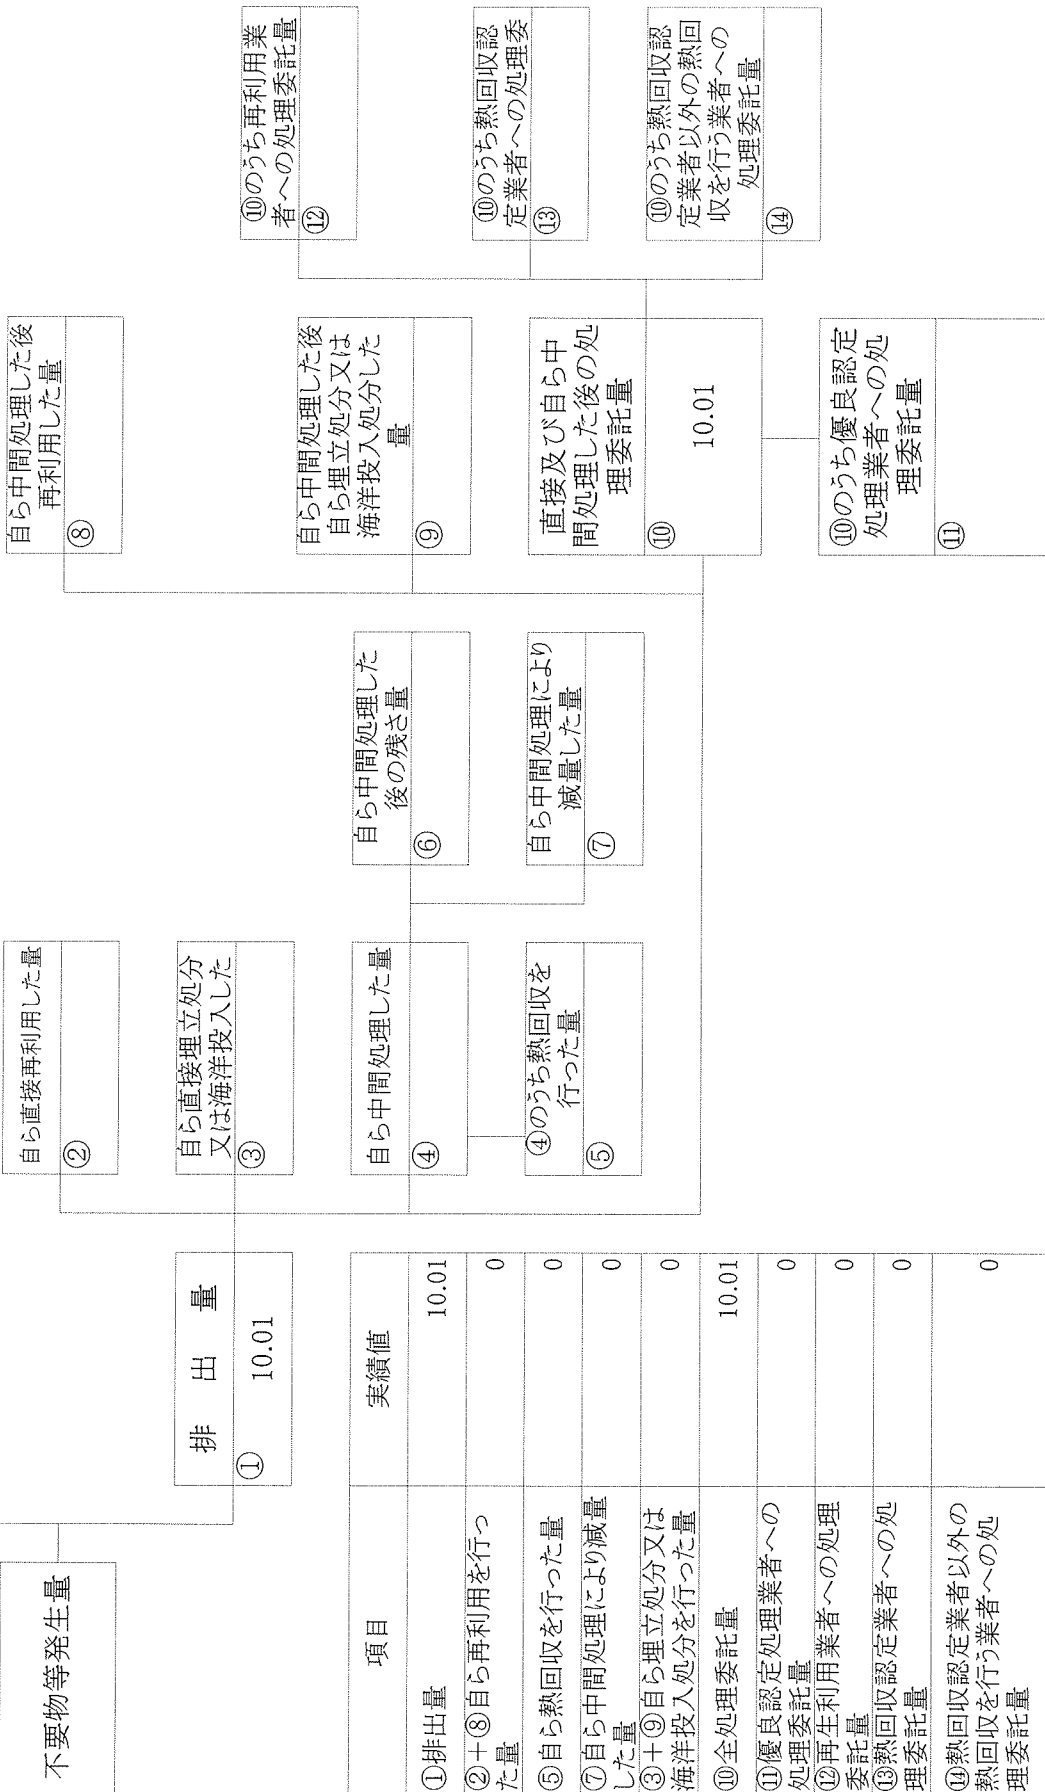 不要物等発生量
排 出 量
①
10.01
自ら直接再利用した量
②
自ら直接埋立処分
又は海洋投入した
③
自ら中間処理した量
④
④のうち熱回収を
行った量
⑤
自ら中間処理した
後の残さ量
⑥
自ら中間処理により
減量した量
⑦
自ら中間処理した後
再利用した量
⑧
自ら中間処理した後
自ら埋立処分又は
海洋投入処分した
量
⑨
直接及び自ら中
間処理した後の処
理委託量
⑩
10.01
⑩のうち優良認定
処理業者への処
理委託量
⑪
⑩のうち再利用業
者への処理委託量
⑫
⑩のうち熱回収認
定業者への処理委
⑬
⑩のうち熱回収認
定業者以外の熱回
収を行う業者への
処理委託量
⑭
項目 実績値
①排出量 10.01
②+⑧自ら再利用を行っ
た量 0
⑤自ら熱回収を行った量 0
⑦自ら中間処理により減量
した量 0
③+⑨自ら埋立処分又は
海洋投入処分を行った量 0
⑩全処理委託量 10.01
⑪優良認定処理業者への
処理委託量 0
⑫再生利用業者への処理
委託量 0
⑬熱回収認定業者への処
理委託量 0
⑭熱回収認定業者以外の
熱回収を行う業者への処
理委託量 0